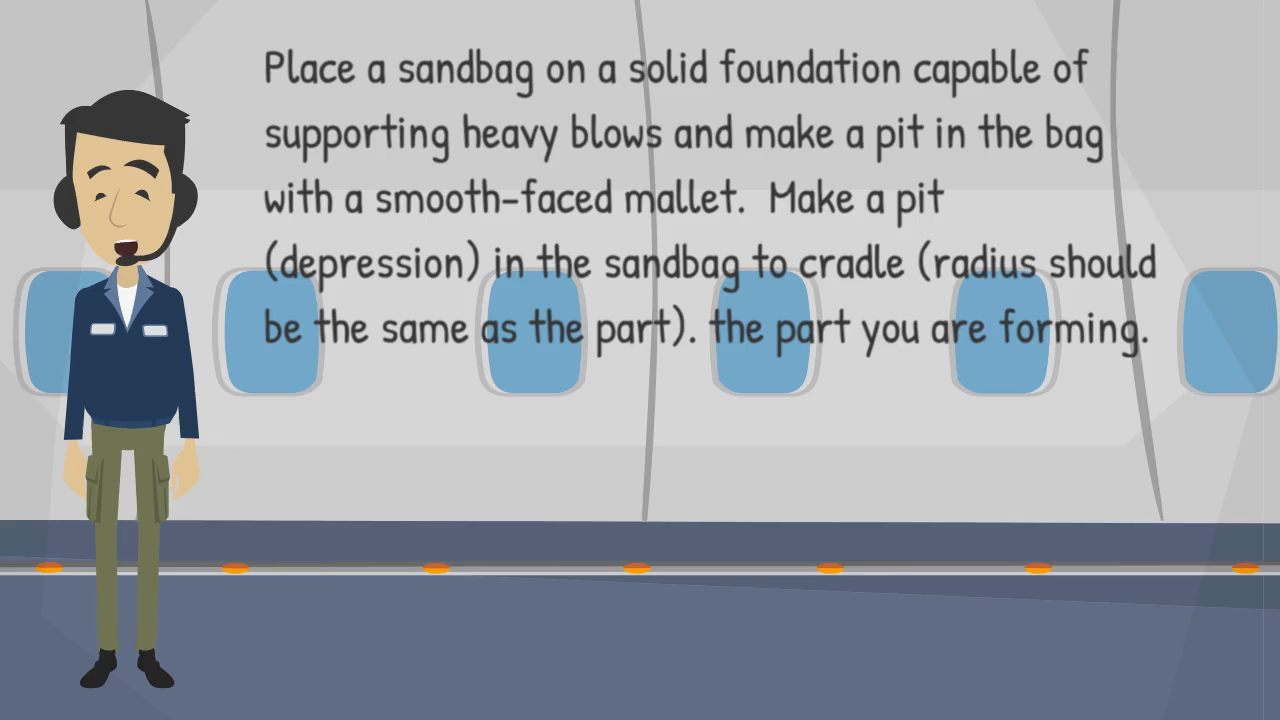 Place a sandbag on a solid foundation capable of
supporting heavy blows and make a pit in the bag
with a smooth-faced mallet.  Make a pit
(depression) in the sandbag to cradle (radius should
be the same as the part). the part you are forming.